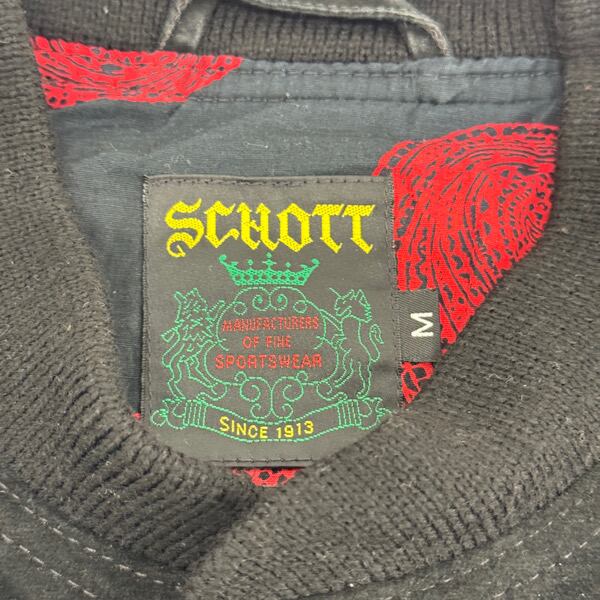 SCHOTT
MANUFACTURERS
OF FINE
SPORTSWEAR
SINCE 1913
M